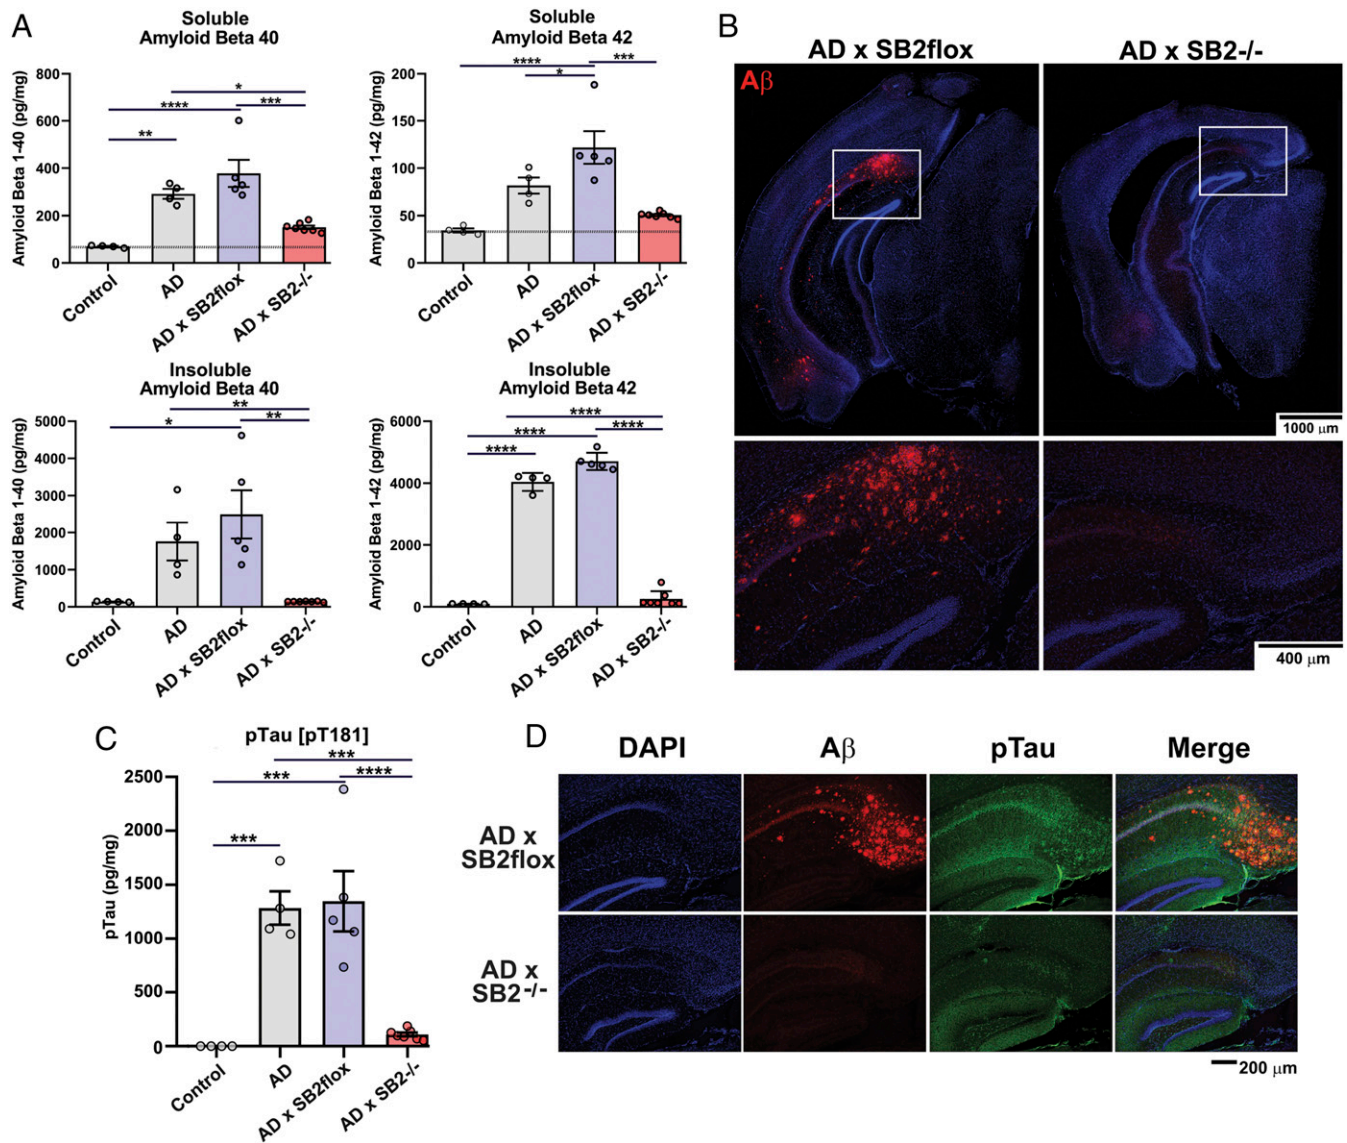 A
Soluble
Amyloid Beta 40
Amyloid Beta 1-40 (pg/mg)
800
600
400
200
0
*
****
***
**
Control
AD
AD x SB2flox
AD x SB2-/-
Soluble
Amyloid Beta 42
Amyloid Beta 1-42 (pg/mg)
200
150
100
50
0
****
***
*
Control
AD
AD x SB2flox
AD x SB2-/-
Insoluble
Amyloid Beta 40
Amyloid Beta 1-40 (pg/mg)
5000
4000
3000
2000
1000
0
**
*
**
Control
AD
AD x SB2flox
AD x SB2-/-
Insoluble
Amyloid Beta 42
Amyloid Beta 1-42 (pg/mg)
6000
4000
2000
0
****
****
****
****
Control
AD
AD x SB2flox
AD x SB2-/-
B
AD x SB2flox
AD x SB2-/-
Aβ
1000 μm
400 μm
C
pTau [pT181]
pTau (pg/mg)
2500
2000
1500
1000
500
0
***
***
****
***
Control
AD
AD x SB2flox
AD x SB2-/-
D
DAPI
Aβ
pTau
Merge
AD x
SB2flox
AD x
SB2-/-
200 μm